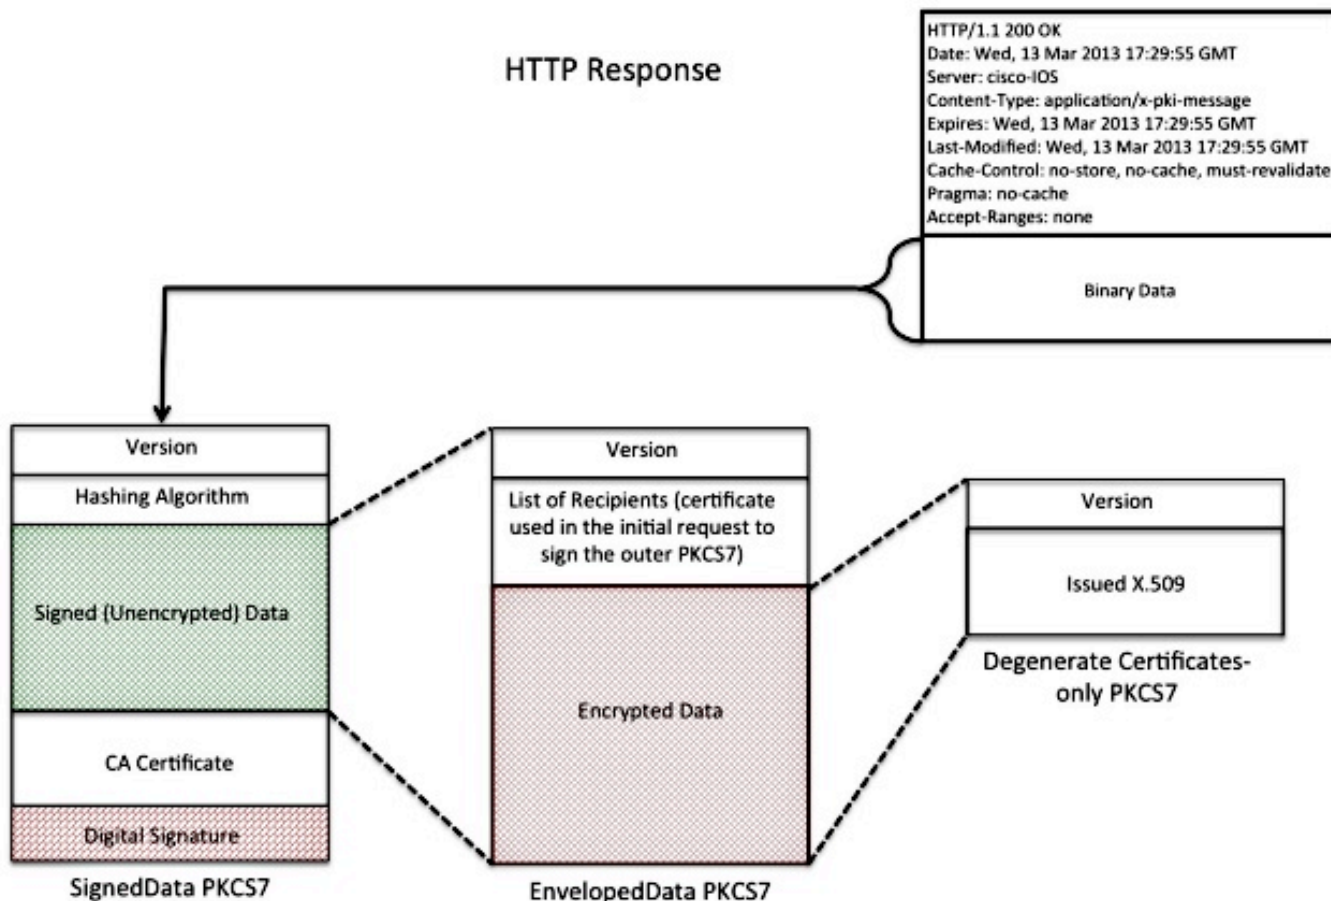 HTTP Response
HTTP/1.1 200 OK
Date: Wed, 13 Mar 2013 17:29:55 GMT
Server: cisco-IOS
Content-Type: application/x-pki-message
Expires: Wed, 13 Mar 2013 17:29:55 GMT
Last-Modified: Wed, 13 Mar 2013 17:29:55 GMT
Cache-Control: no-store, no-cache, must-revalidate
Pragma: no-cache
Accept-Ranges: none
Binary Data
Version
Hashing Algorithm
Signed (Unencrypted) Data
CA Certificate
Digital Signature
SignedData PKCS7
Version
List of Recipients (certificate
used in the initial request to
sign the outer PKCS7)
Encrypted Data
EnvelopedData PKCS7
Version
Issued X.509
Degenerate Certificates-
only PKCS7